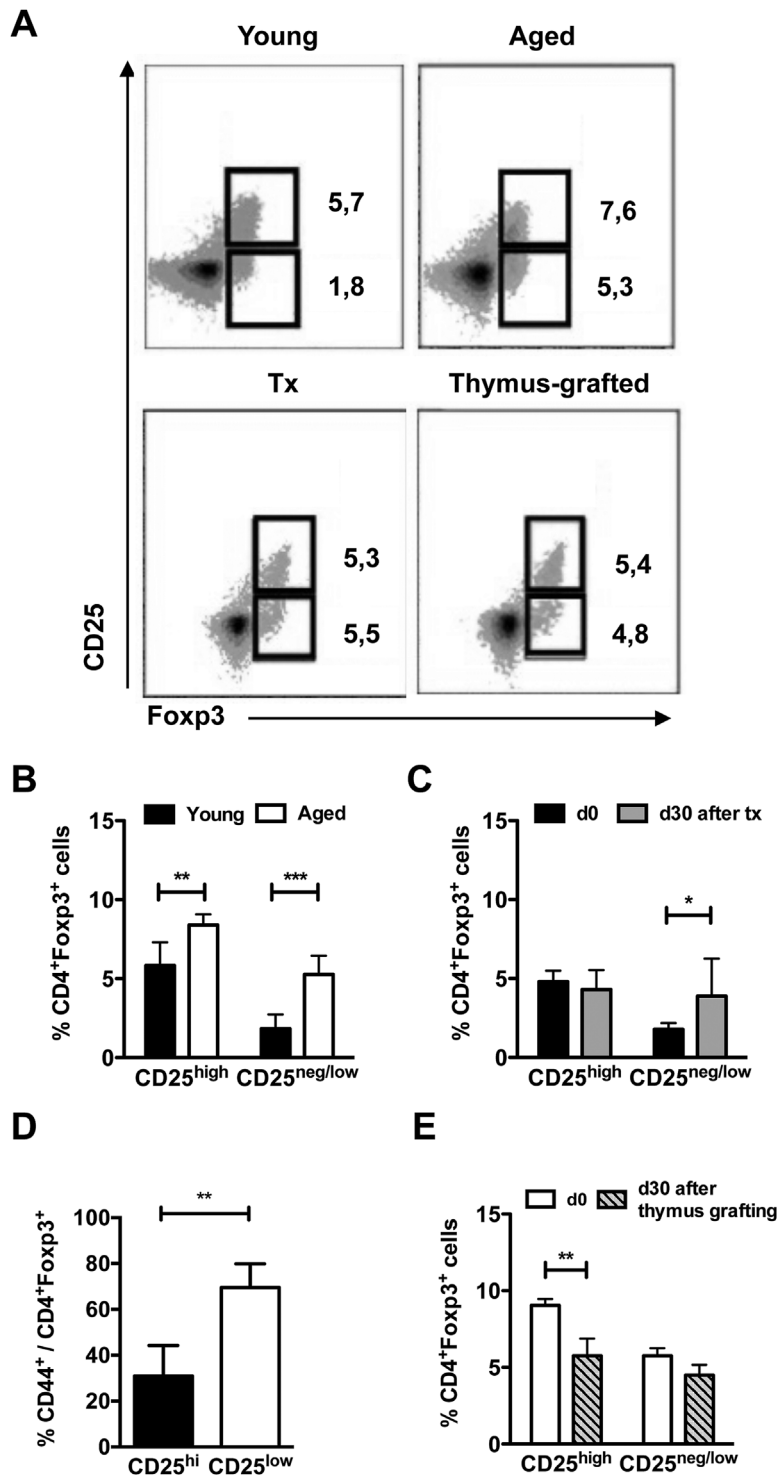 A
Young
Aged
5,7
1,8
7,6
5,3
Tx
Thymus-grafted
5,3
5,5
5,4
4,8
CD25
Foxp3
B
Young
Aged
% CD4+Foxp3+ cells
15
10
5
0
**
***
CD25high
CD25neg/low
C
d0
d30 after tx
% CD4+Foxp3+ cells
15
10
5
0
*
CD25high
CD25neg/low
D
% CD44+ / CD4+Foxp3+
100
80
60
40
20
0
**
CD25hi
CD25low
E
d0
d30 after
thymus grafting
% CD4+Foxp3+ cells
15
10
5
0
**
CD25high
CD25neg/low